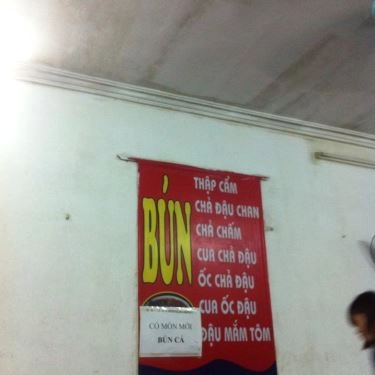 BÚN
THẬP CẨM
CHẢ ĐẬU CHAN
CHẢ CHẤM
CUA CHẢ ĐẬU
ỐC CHẢ ĐẬU
CUA ỐC ĐẬU
ĐẬU MẮM TÔM
CÓ MÓN MỚI
BÚN CÁ